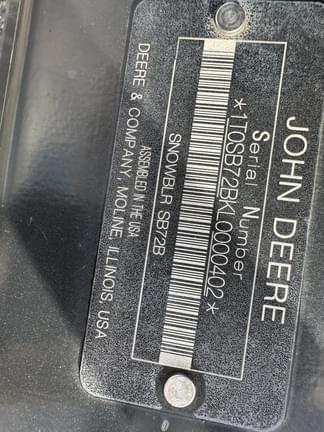 JOHN DEERE
Serial Number
*1T0SB72BKL0000402*
SNOWBLR SB72B
ASSEMBLED IN THE USA
DEERE & COMPANY, MOLINE, ILLINOIS, USA